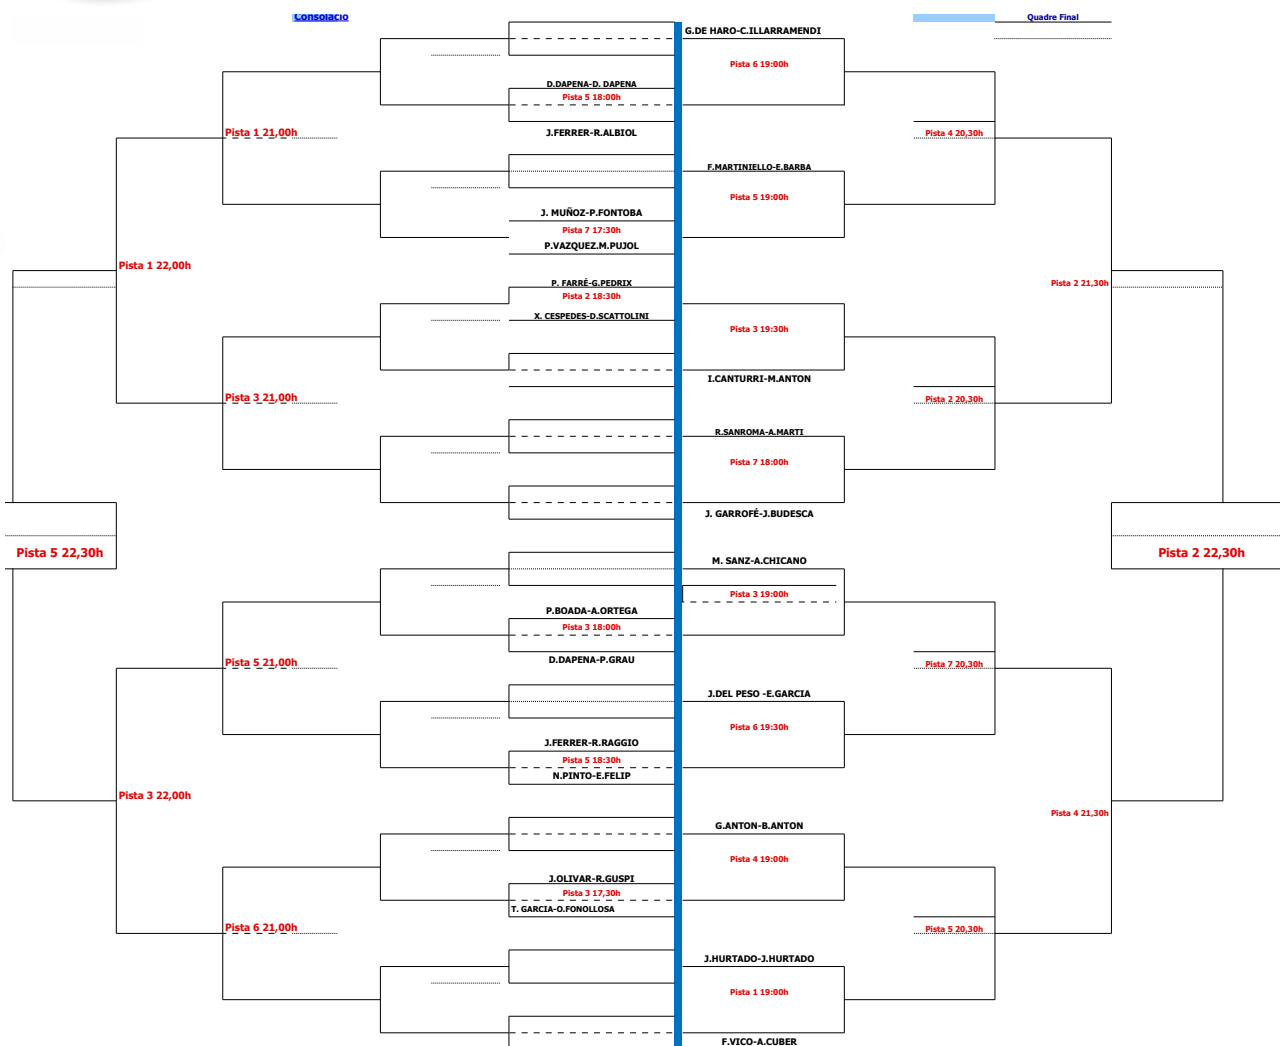 Consolació
Quadre Final
G.DE HARO-C.ILLARRAMENDI
Pista 6 19:00h
D.DAPENA-D. DAPENA
Pista 5 18:00h
J.FERRER-R.ALBIOL
Pista 1 21,00h
Pista 4 20,30h
F.MARTINIELLO-E.BARBA
Pista 5 19:00h
J. MUÑOZ-P.FONTOBA
Pista 7 17:30h
P.VAZQUEZ.M.PUJOL
Pista 1 22,00h
Pista 2 21,30h
P. FARRÉ-G.PEDRIX
Pista 2 18:30h
X. CESPEDES-D.SCATTOLINI
Pista 3 19:30h
I.CANTURRI-M.ANTON
Pista 3 21,00h
Pista 2 20,30h
R.SANROMA-A.MARTI
Pista 7 18:00h
J. GARROFÉ-J.BUDESCA
Pista 5 22,30h
Pista 2 22,30h
M. SANZ-A.CHICANO
Pista 3 19:00h
P.BOADA-A.ORTEGA
Pista 3 18:00h
D.DAPENA-P.GRAU
Pista 5 21,00h
Pista 7 20,30h
J.DEL PESO -E.GARCIA
Pista 6 19:30h
J.FERRER-R.RAGGIO
Pista 5 18:30h
N.PINTO-E.FELIP
Pista 3 22,00h
Pista 4 21,30h
G.ANTON-B.ANTON
Pista 4 19:00h
J.OLIVAR-R.GUSPI
Pista 3 17,30h
T. GARCIA-O.FONOLLOSA
Pista 6 21,00h
Pista 5 20,30h
J.HURTADO-J.HURTADO
Pista 1 19:00h
F.VICO-A.CUBER